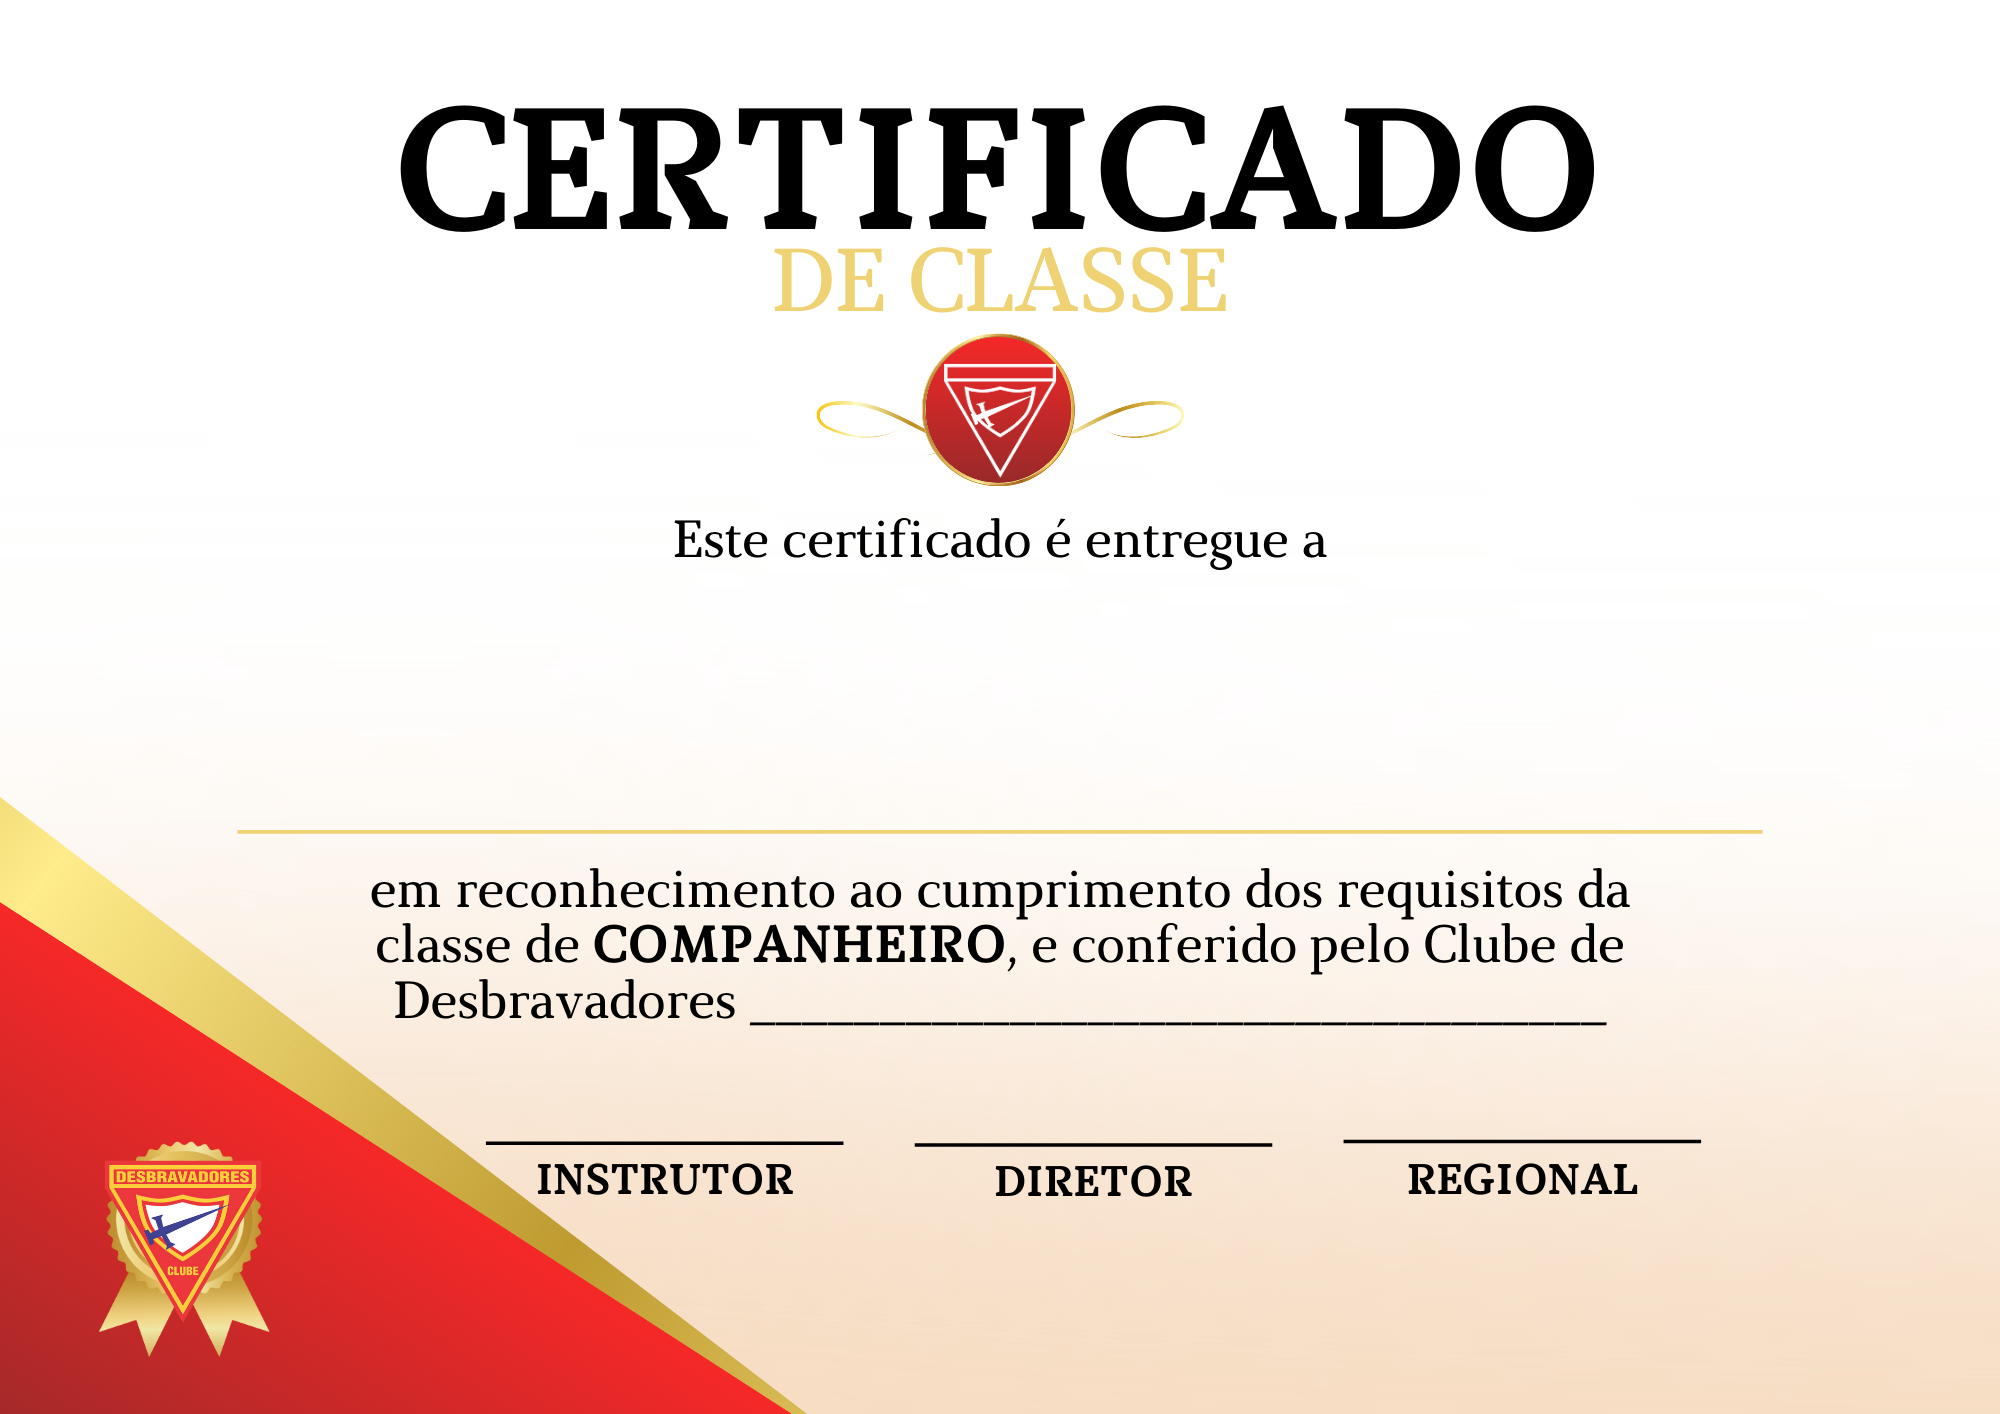 CERTIFICADO
DE CLASSE
Este certificado é entregue a
em reconhecimento ao cumprimento dos requisitos da
classe de COMPANHEIRO, e conferido pelo Clube de
Desbravadores _________________________________
INSTRUTOR
DIRETOR
REGIONAL
DESBRAVADORES
CLUBE